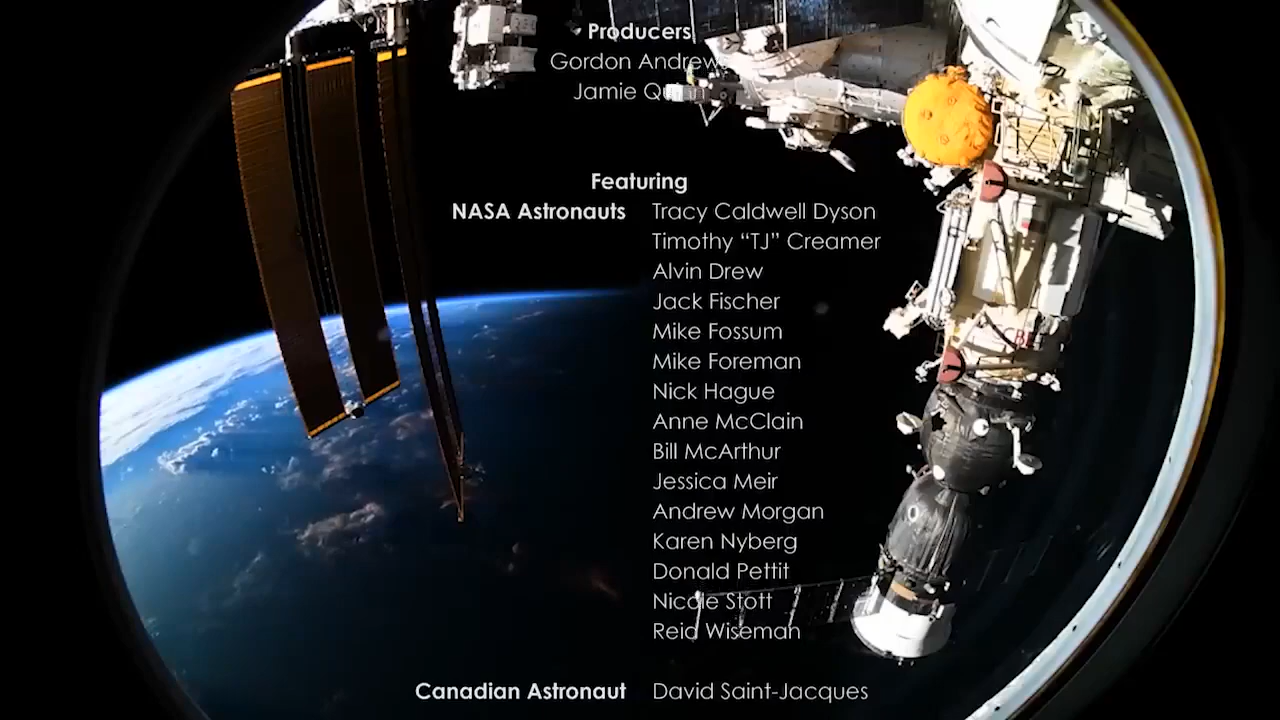 Producers
Gordon Andrews
Jamie Quinn
Featuring
NASA Astronauts Tracy Caldwell Dyson
Timothy “TJ” Creamer
Alvin Drew
Jack Fischer
Mike Fossum
Mike Foreman
Nick Hague
Anne McClain
Bill McArthur
Jessica Meir
Andrew Morgan
Karen Nyberg
Donald Pettit
Nicole Stott
Reid Wiseman
Canadian Astronaut David Saint-Jacques